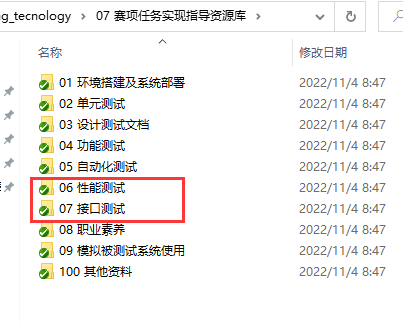 ng_tecnology > 07 赛项任务实现指导资源库 >
名称 修改日期
01 环境搭建及系统部署 2022/11/4 8:47
02 单元测试 2022/11/4 8:47
03 设计测试文档 2022/11/4 8:47
04 功能测试 2022/11/4 8:47
05 自动化测试 2022/11/4 8:47
06 性能测试 2022/11/4 8:47
07 接口测试 2022/11/4 8:47
08 职业素养 2022/11/4 8:47
09 模拟被测试系统使用 2022/11/4 8:47
100 其他资料 2022/11/4 8:47